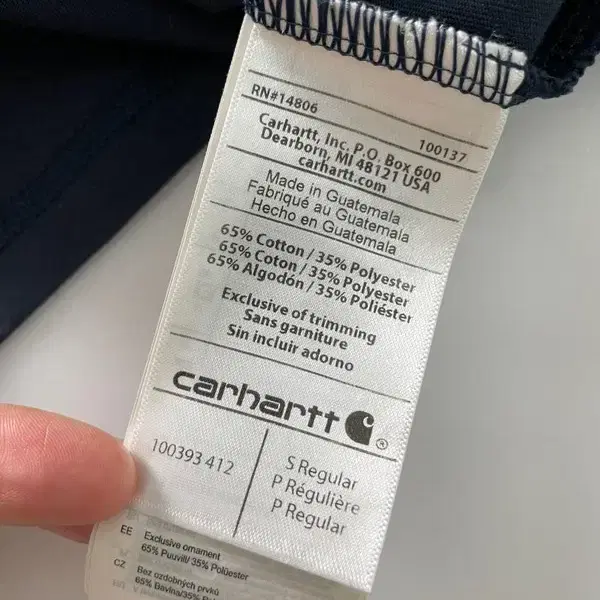 RN#14806
100137
Carhartt, Inc. P.O. Box 600
Dearborn, MI 48121 USA
carhartt.com
Made in Guatemala
Fabriqué au Guatemala
Hecho en Guatemala
65% Cotton / 35% Polyester
65% Coton / 35% Polyester
65% Algodón / 35% Poliéster
Exclusive of trimming
Sans garniture
Sin incluir adorno
carhartt ®
100393 412
S Regular
P Régulière
P Regular
EE Exclusive ornament
65% Puuvill/ 35% Polüester
CZ Bez ozdobných prvků
65% Bavlna/35%